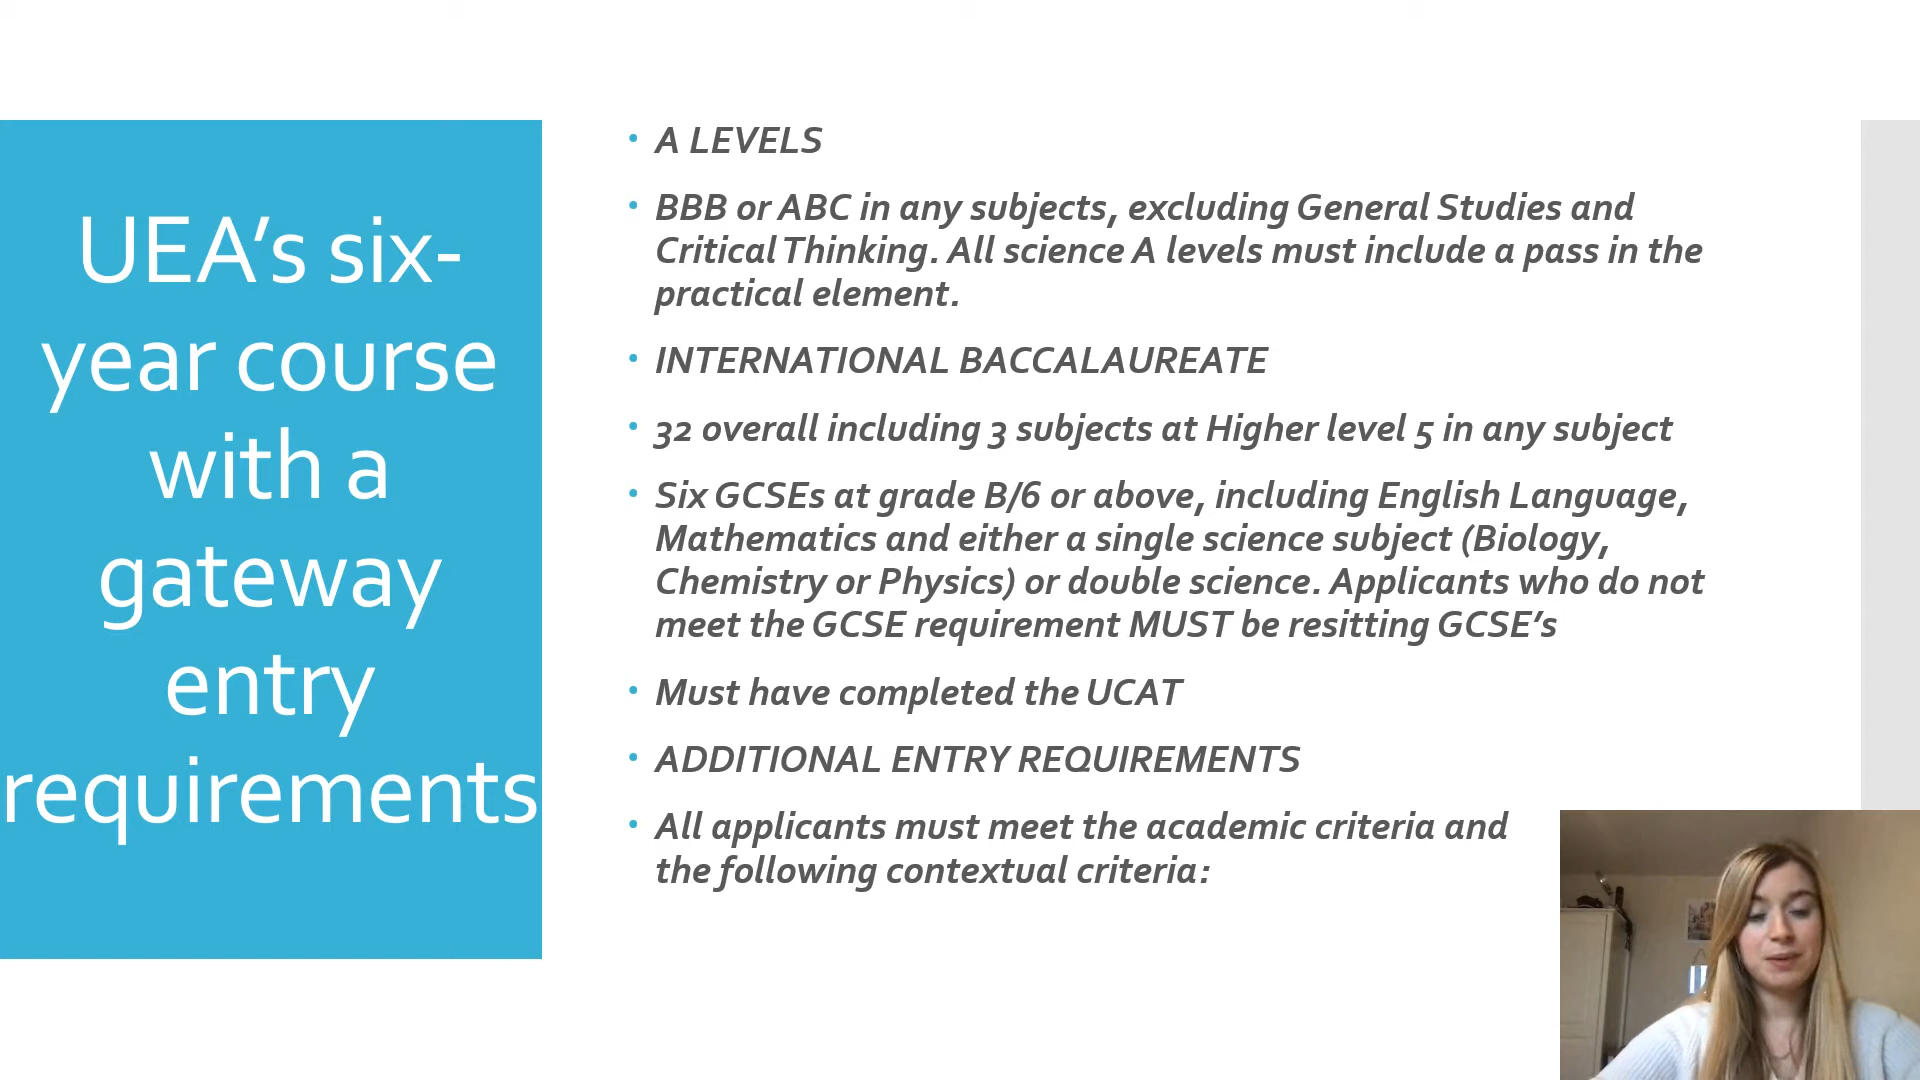 UEA’s six-
year course
with a
gateway
entry
requirements
A LEVELS
BBB or ABC in any subjects, excluding General Studies and
Critical Thinking. All science A levels must include a pass in the
practical element.
INTERNATIONAL BACCALAUREATE
32 overall including 3 subjects at Higher level 5 in any subject
Six GCSEs at grade B/6 or above, including English Language,
Mathematics and either a single science subject (Biology,
Chemistry or Physics) or double science. Applicants who do not
meet the GCSE requirement MUST be resitting GCSE’s
Must have completed the UCAT
ADDITIONAL ENTRY REQUIREMENTS
All applicants must meet the academic criteria and
the following contextual criteria: